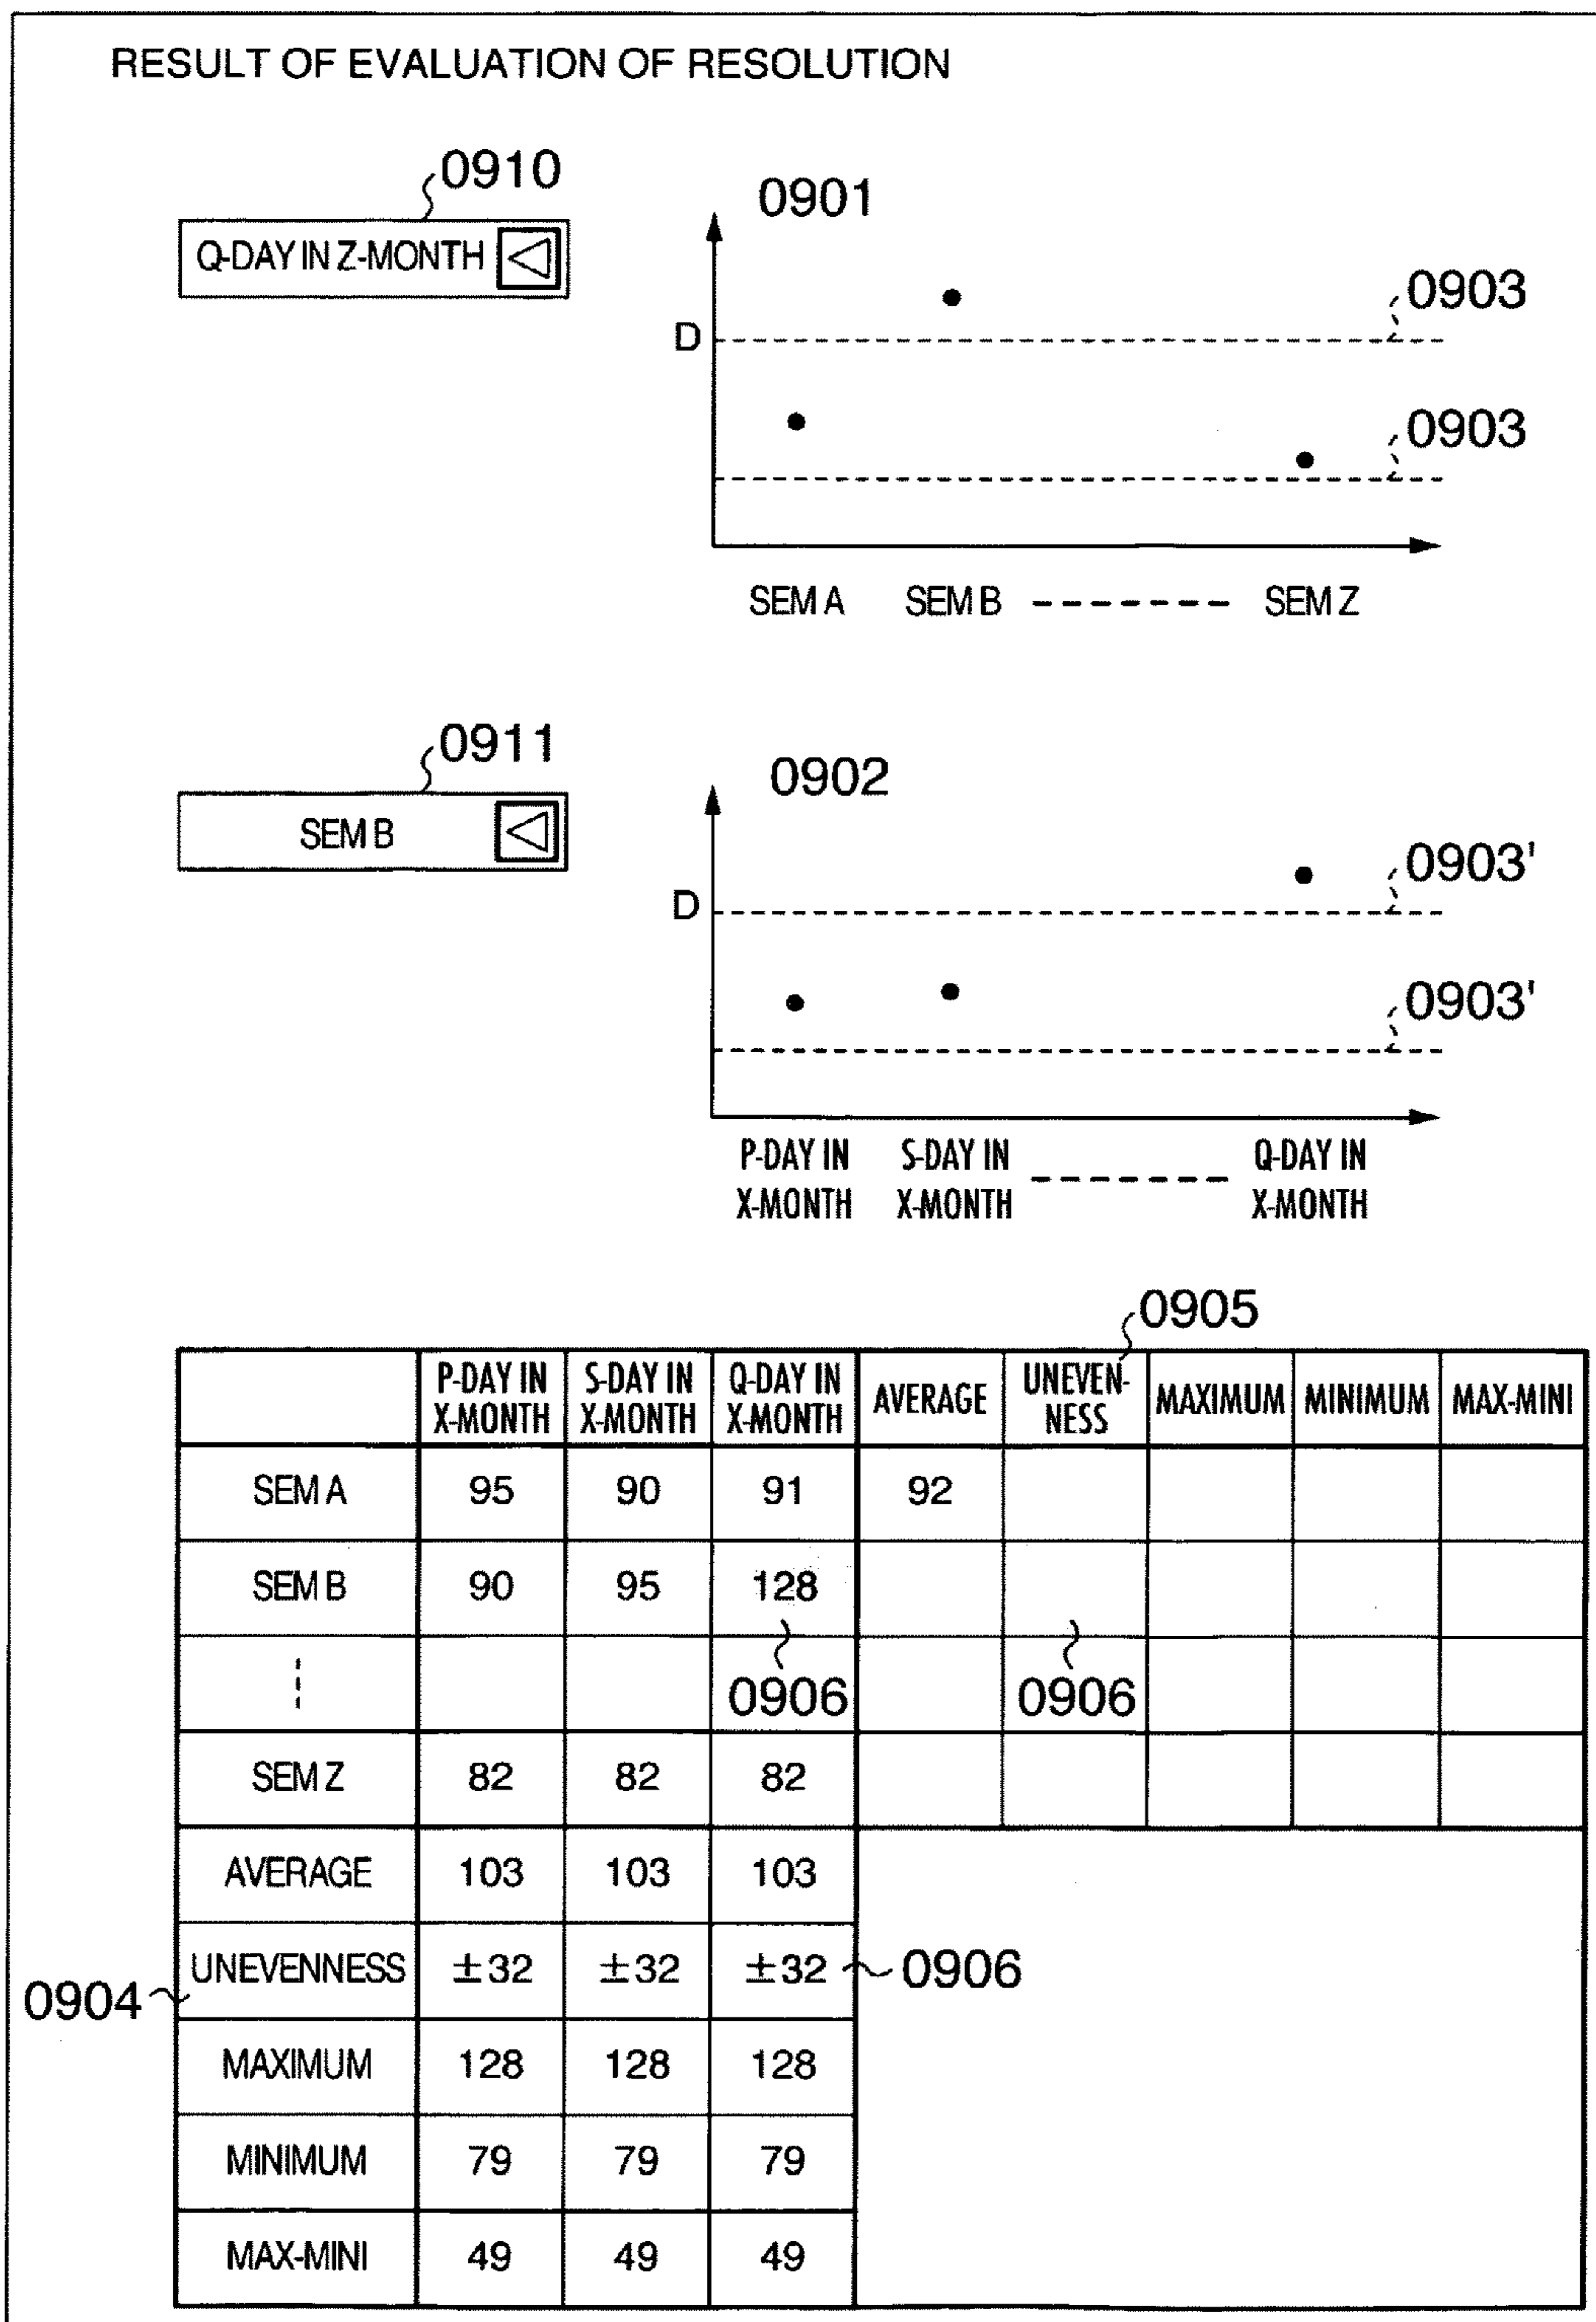 RESULT OF EVALUATION OF RESOLUTION
0910
Q-DAY IN Z-MONTH
0901
0903
D
0903
SEM A SEM B SEM Z
0911
SEM B
0902
0903'
D
0903'
P-DAY IN S-DAY IN Q-DAY IN
X-MONTH X-MONTH X-MONTH
0905
P-DAY IN S-DAY IN Q-DAY IN AVERAGE UNEVEN- MAXIMUM MINIMUM MAX-MINI
X-MONTH X-MONTH X-MONTH NESS
SEM A 95 90 91 92
SEM B 90 95 128
0906 0906
SEM Z 82 82 82
AVERAGE 103 103 103
UNEVENNESS ±32 ±32 ±32 0906
0904
MAXIMUM 128 128 128
MINIMUM 79 79 79
MAX-MINI 49 49 49